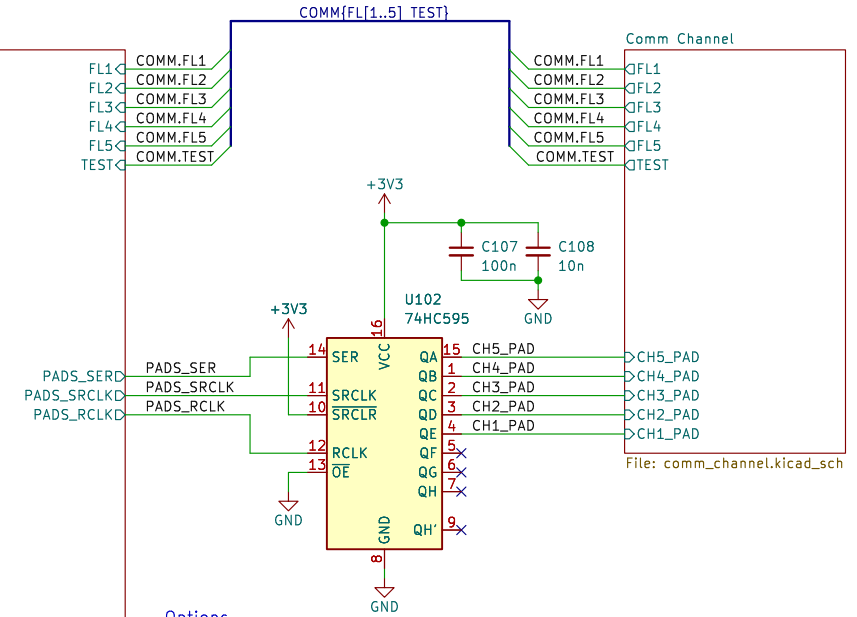 COMM{FL[1..5] TEST}
Comm Channel
FL1 COMM.FL1 COMM.FL1 FL1
FL2 COMM.FL2 COMM.FL2 FL2
FL3 COMM.FL3 COMM.FL3 FL3
FL4 COMM.FL4 COMM.FL4 FL4
FL5 COMM.FL5 COMM.FL5 FL5
TEST COMM.TEST COMM.TEST TEST
+3V3
C107 C108
100n 10n
+3V3
U102
74HC595
GND
16
VCC
14 SER QA 15 CH5_PAD CH5_PAD
PADS_SER PADS_SER QB 1 CH4_PAD CH4_PAD
PADS_SRCLK PADS_SRCLK 11 SRCLK QC 2 CH3_PAD CH3_PAD
PADS_RCLK PADS_RCLK 10 SRCLR QD 3 CH2_PAD CH2_PAD
QE 4 CH1_PAD CH1_PAD
12 RCLK QF 5
13 OE QG 6
QH 7
File: comm_channel.kicad_sch
GND
GND QH' 9
8
GND
Options